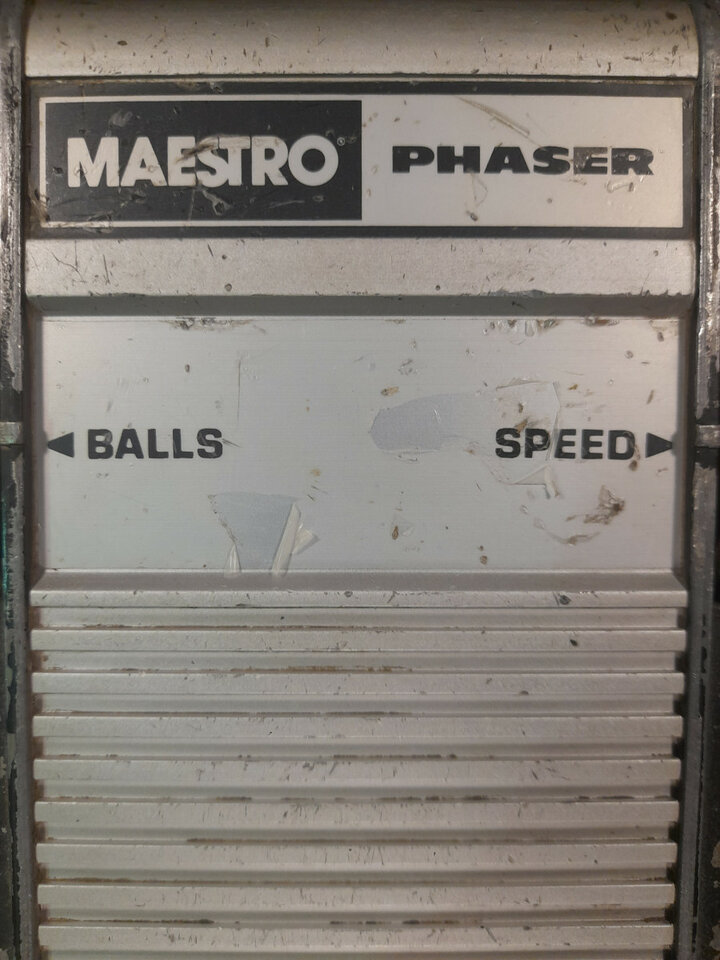 MAESTRO PHASER
◀ BALLS SPEED ▶